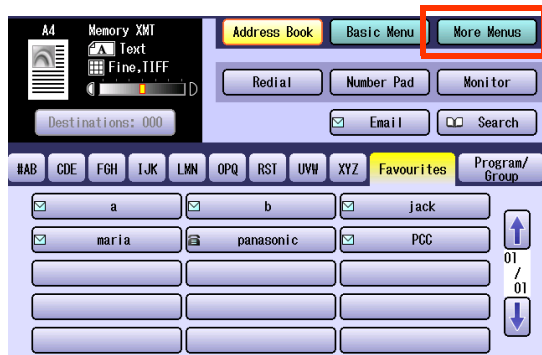 A4 Memory XMT
A Text
Fine,TIFF
D
Destinations: 000
Address Book Basic Menu More Menus
Redial Number Pad Monitor
Email Search
#AB CDE FGH IJK LMN OPQ RST UVW XYZ Favourites Program/
Group
a b jack
maria panasonic PCC
01
/
01